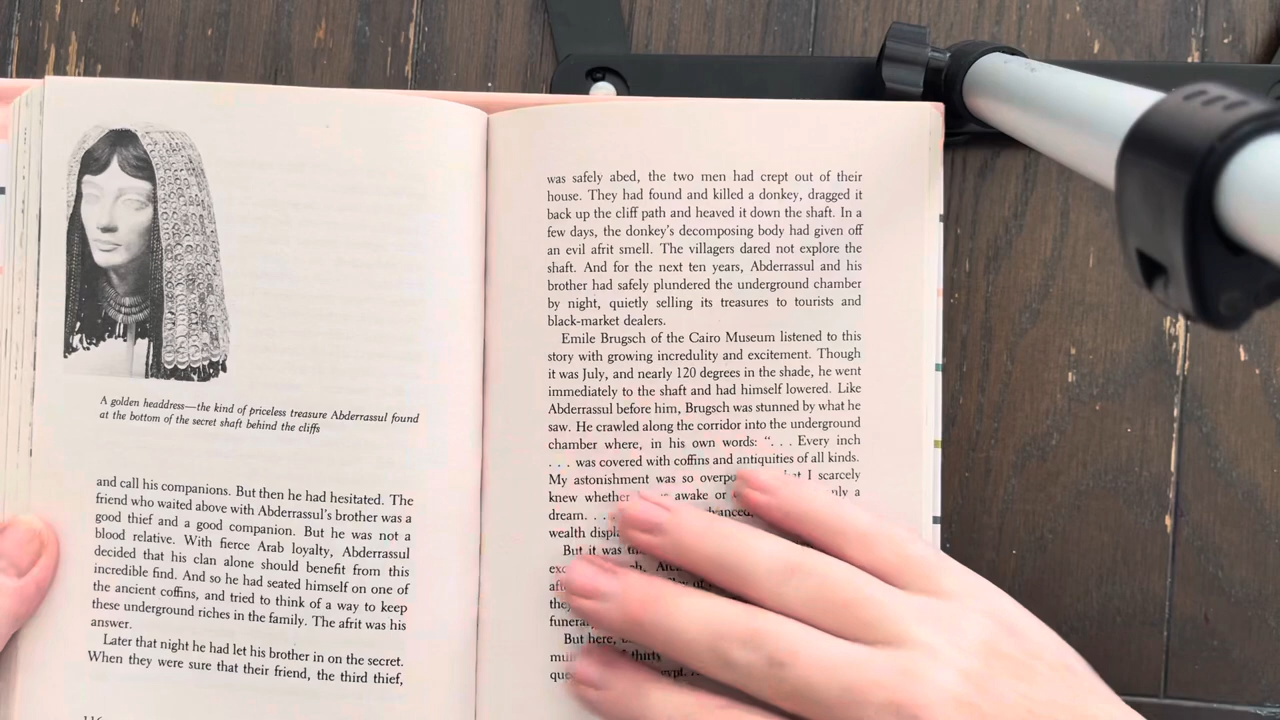 A golden headdress—the kind of priceless treasure Abderrassul found
at the bottom of the secret shaft behind the cliffs
and call his companions. But then he had hesitated. The
friend who waited above with Abderrassul's brother was a
good thief and a good companion. But he was not a
blood relative. With fierce Arab loyalty, Abderrassul
decided that his clan alone should benefit from this
incredible find. And so he had seated himself on one of
the ancient coffins, and tried to think of a way to keep
these underground riches in the family. The afrit was his
answer.
Later that night he had let his brother in on the secret.
When they were sure that their friend, the third thief,
was safely abed, the two men had crept out of their
house. They had found and killed a donkey, dragged it
back up the cliff path and heaved it down the shaft. In a
few days, the donkey's decomposing body had given off
an evil afrit smell. The villagers dared not explore the
shaft. And for the next ten years, Abderrassul and his
brother had safely plundered the underground chamber
by night, quietly selling its treasures to tourists and
black-market dealers.
Emile Brugsch of the Cairo Museum listened to this
story with growing incredulity and excitement. Though
it was July, and nearly 120 degrees in the shade, he went
immediately to the shaft and had himself lowered. Like
Abderrassul before him, Brugsch was stunned by what he
saw. He crawled along the corridor into the underground
chamber where, in his own words: ". . . Every inch
. . . was covered with coffins and antiquities of all kinds.
My astonishment was so I scarcely
knew whether awake or only a
dream. . . .
wealth
But it was
they
But here,
thirty